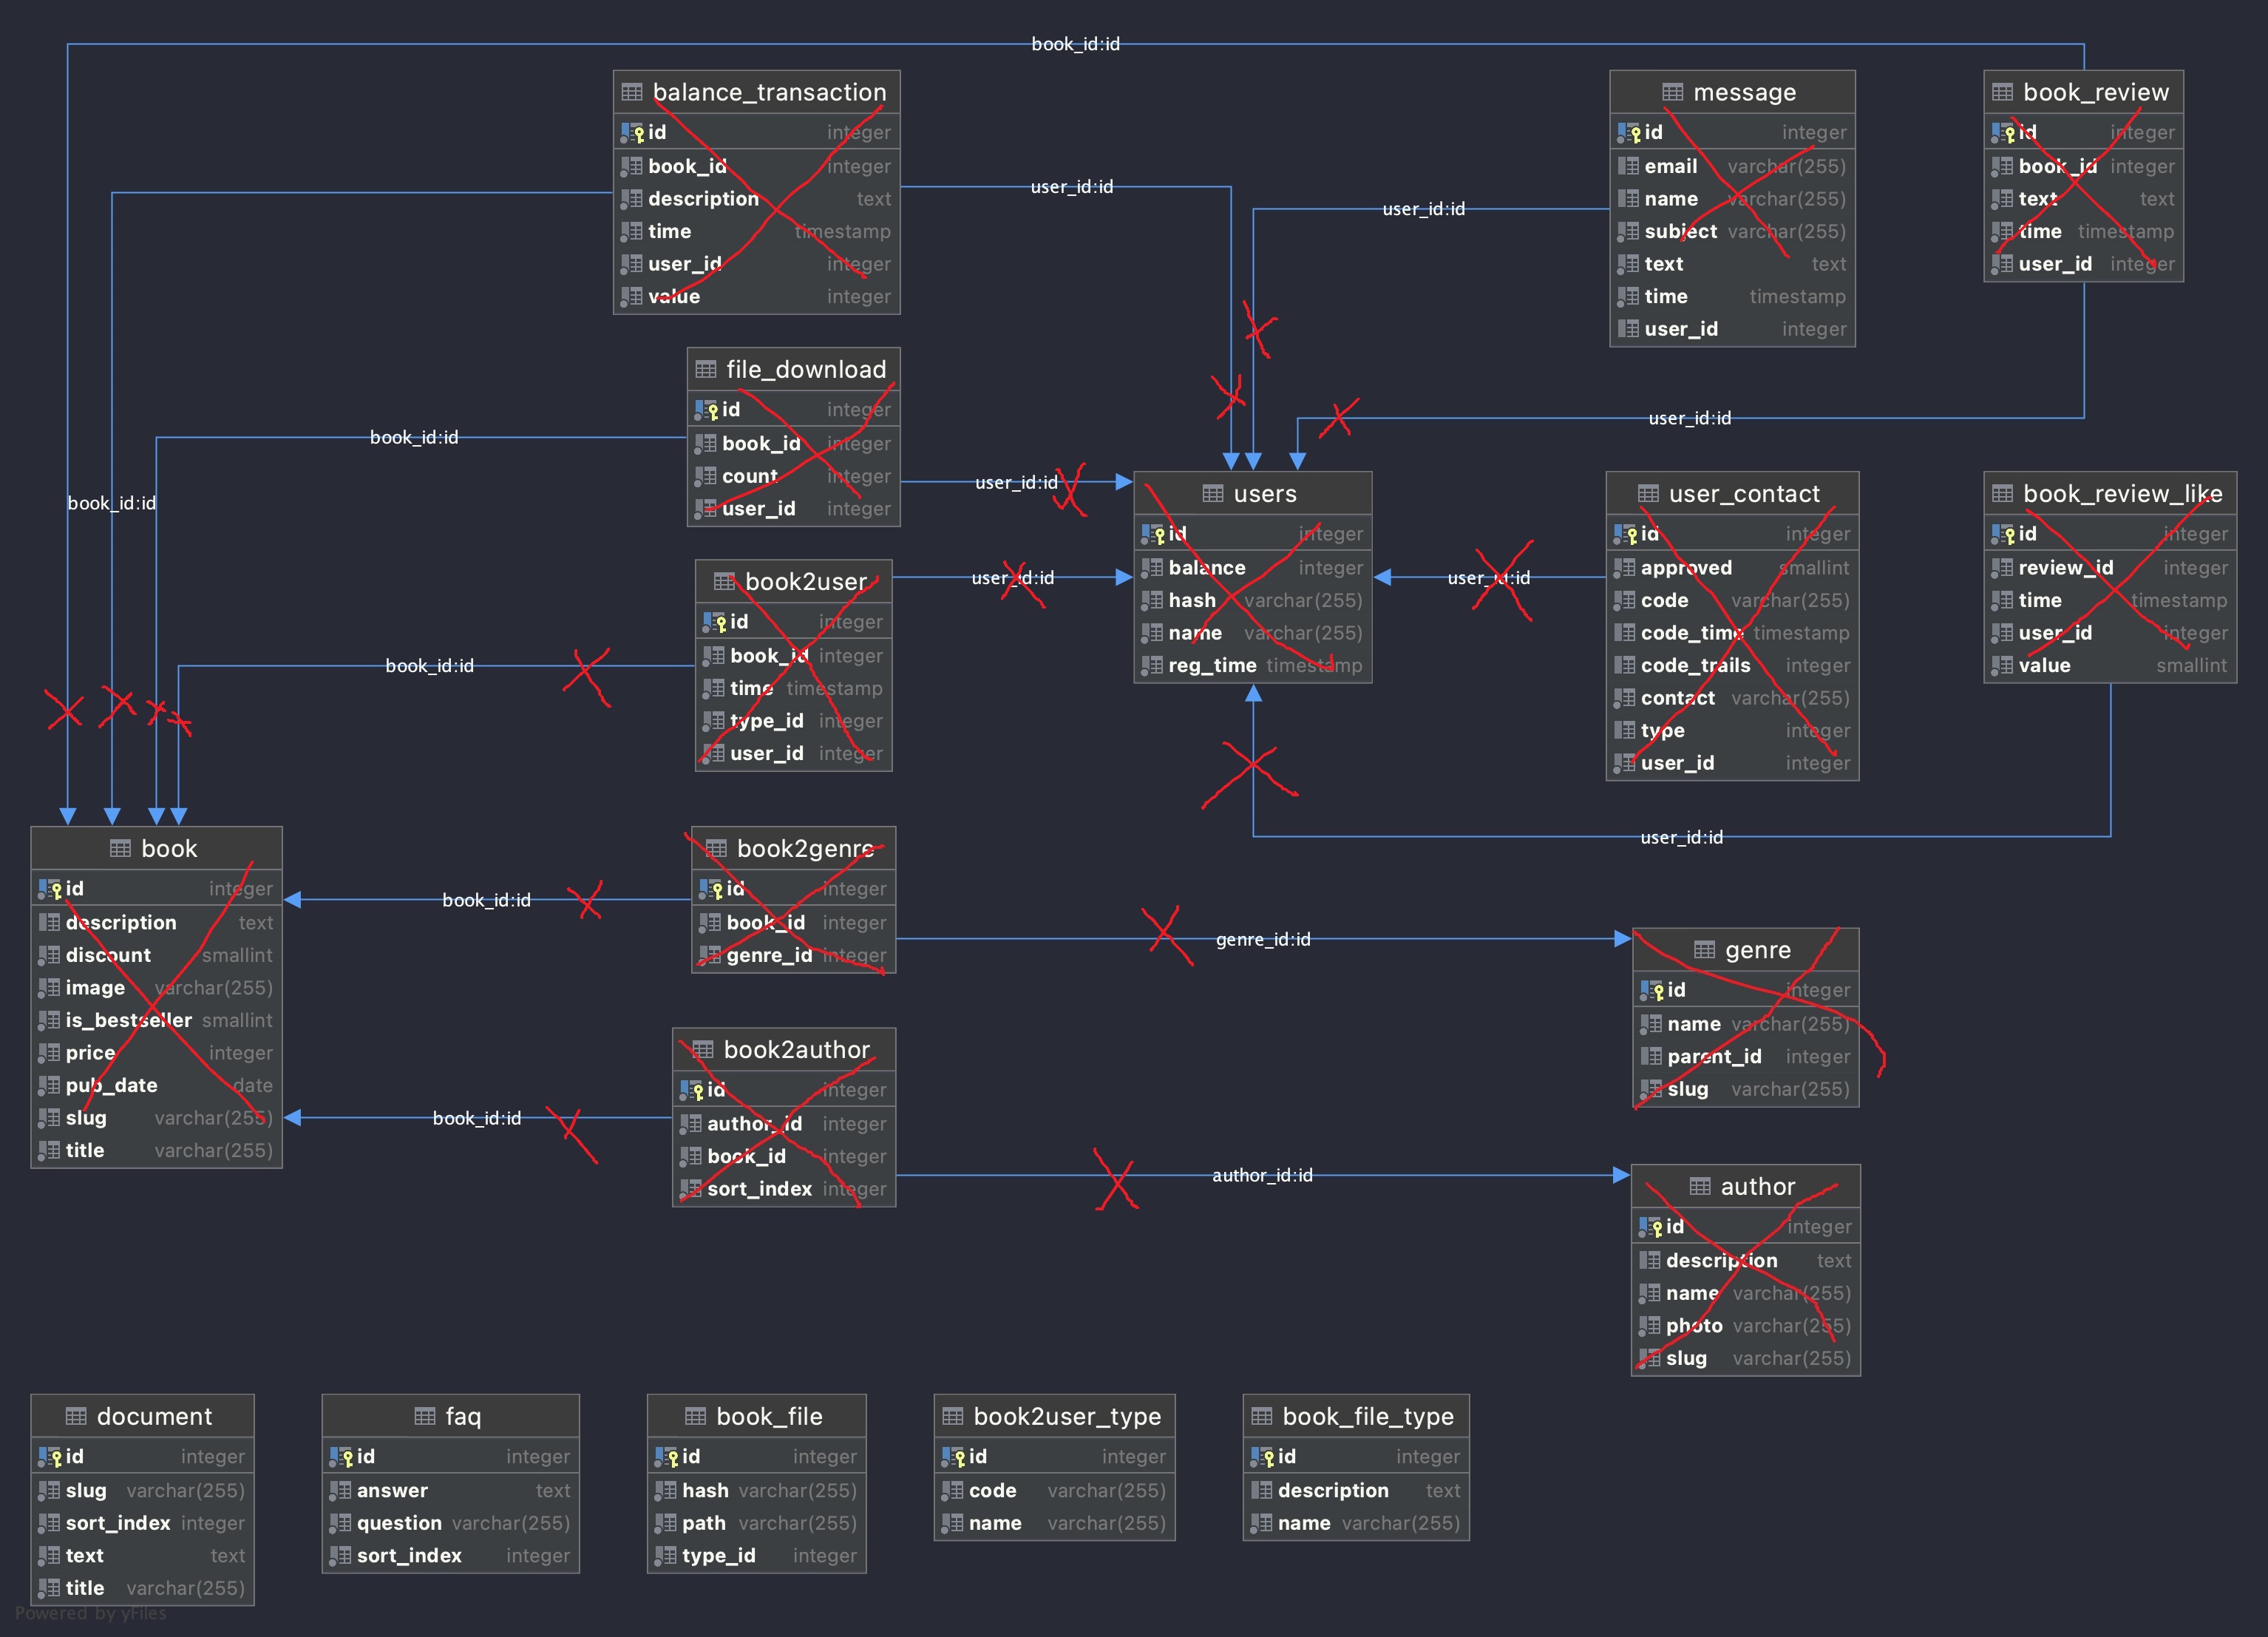 book_id:id
balance_transaction
id integer
book_id integer
description text
time timestamp
user_id integer
value integer
message
id integer
email varchar(255)
name varchar(255)
subject varchar(255)
text text
time timestamp
user_id integer
book_review
id integer
book_id integer
text text
time timestamp
user_id integer
user_id:id
user_id:id
file_download
id integer
book_id integer
count integer
user_id integer
book_id:id
user_id:id
user_id:id
book_id:id
users
id integer
balance integer
hash varchar(255)
name varchar(255)
reg_time timestamp
user_contact
id integer
approved smallint
code varchar(255)
code_time timestamp
code_trails integer
contact varchar(255)
type integer
user_id integer
book_review_like
id integer
review_id integer
time timestamp
user_id integer
value smallint
book2user
id integer
book_id integer
time timestamp
type_id integer
user_id integer
user_id:id
user_id:id
book_id:id
user_id:id
book
id integer
description text
discount smallint
image varchar(255)
is_bestseller smallint
price integer
pub_date date
slug varchar(255)
title varchar(255)
book2genre
id integer
book_id integer
genre_id integer
book_id:id
genre_id:id
genre
id integer
name varchar(255)
parent_id integer
slug varchar(255)
book2author
id integer
author_id integer
book_id integer
sort_index integer
book_id:id
author_id:id
author
id integer
description text
name varchar(255)
photo varchar(255)
slug varchar(255)
document
id integer
slug varchar(255)
sort_index integer
text text
title varchar(255)
faq
id integer
answer text
question varchar(255)
sort_index integer
book_file
id integer
hash varchar(255)
path varchar(255)
type_id integer
book2user_type
id integer
code varchar(255)
name varchar(255)
book_file_type
id integer
description text
name varchar(255)
Powered by yFiles